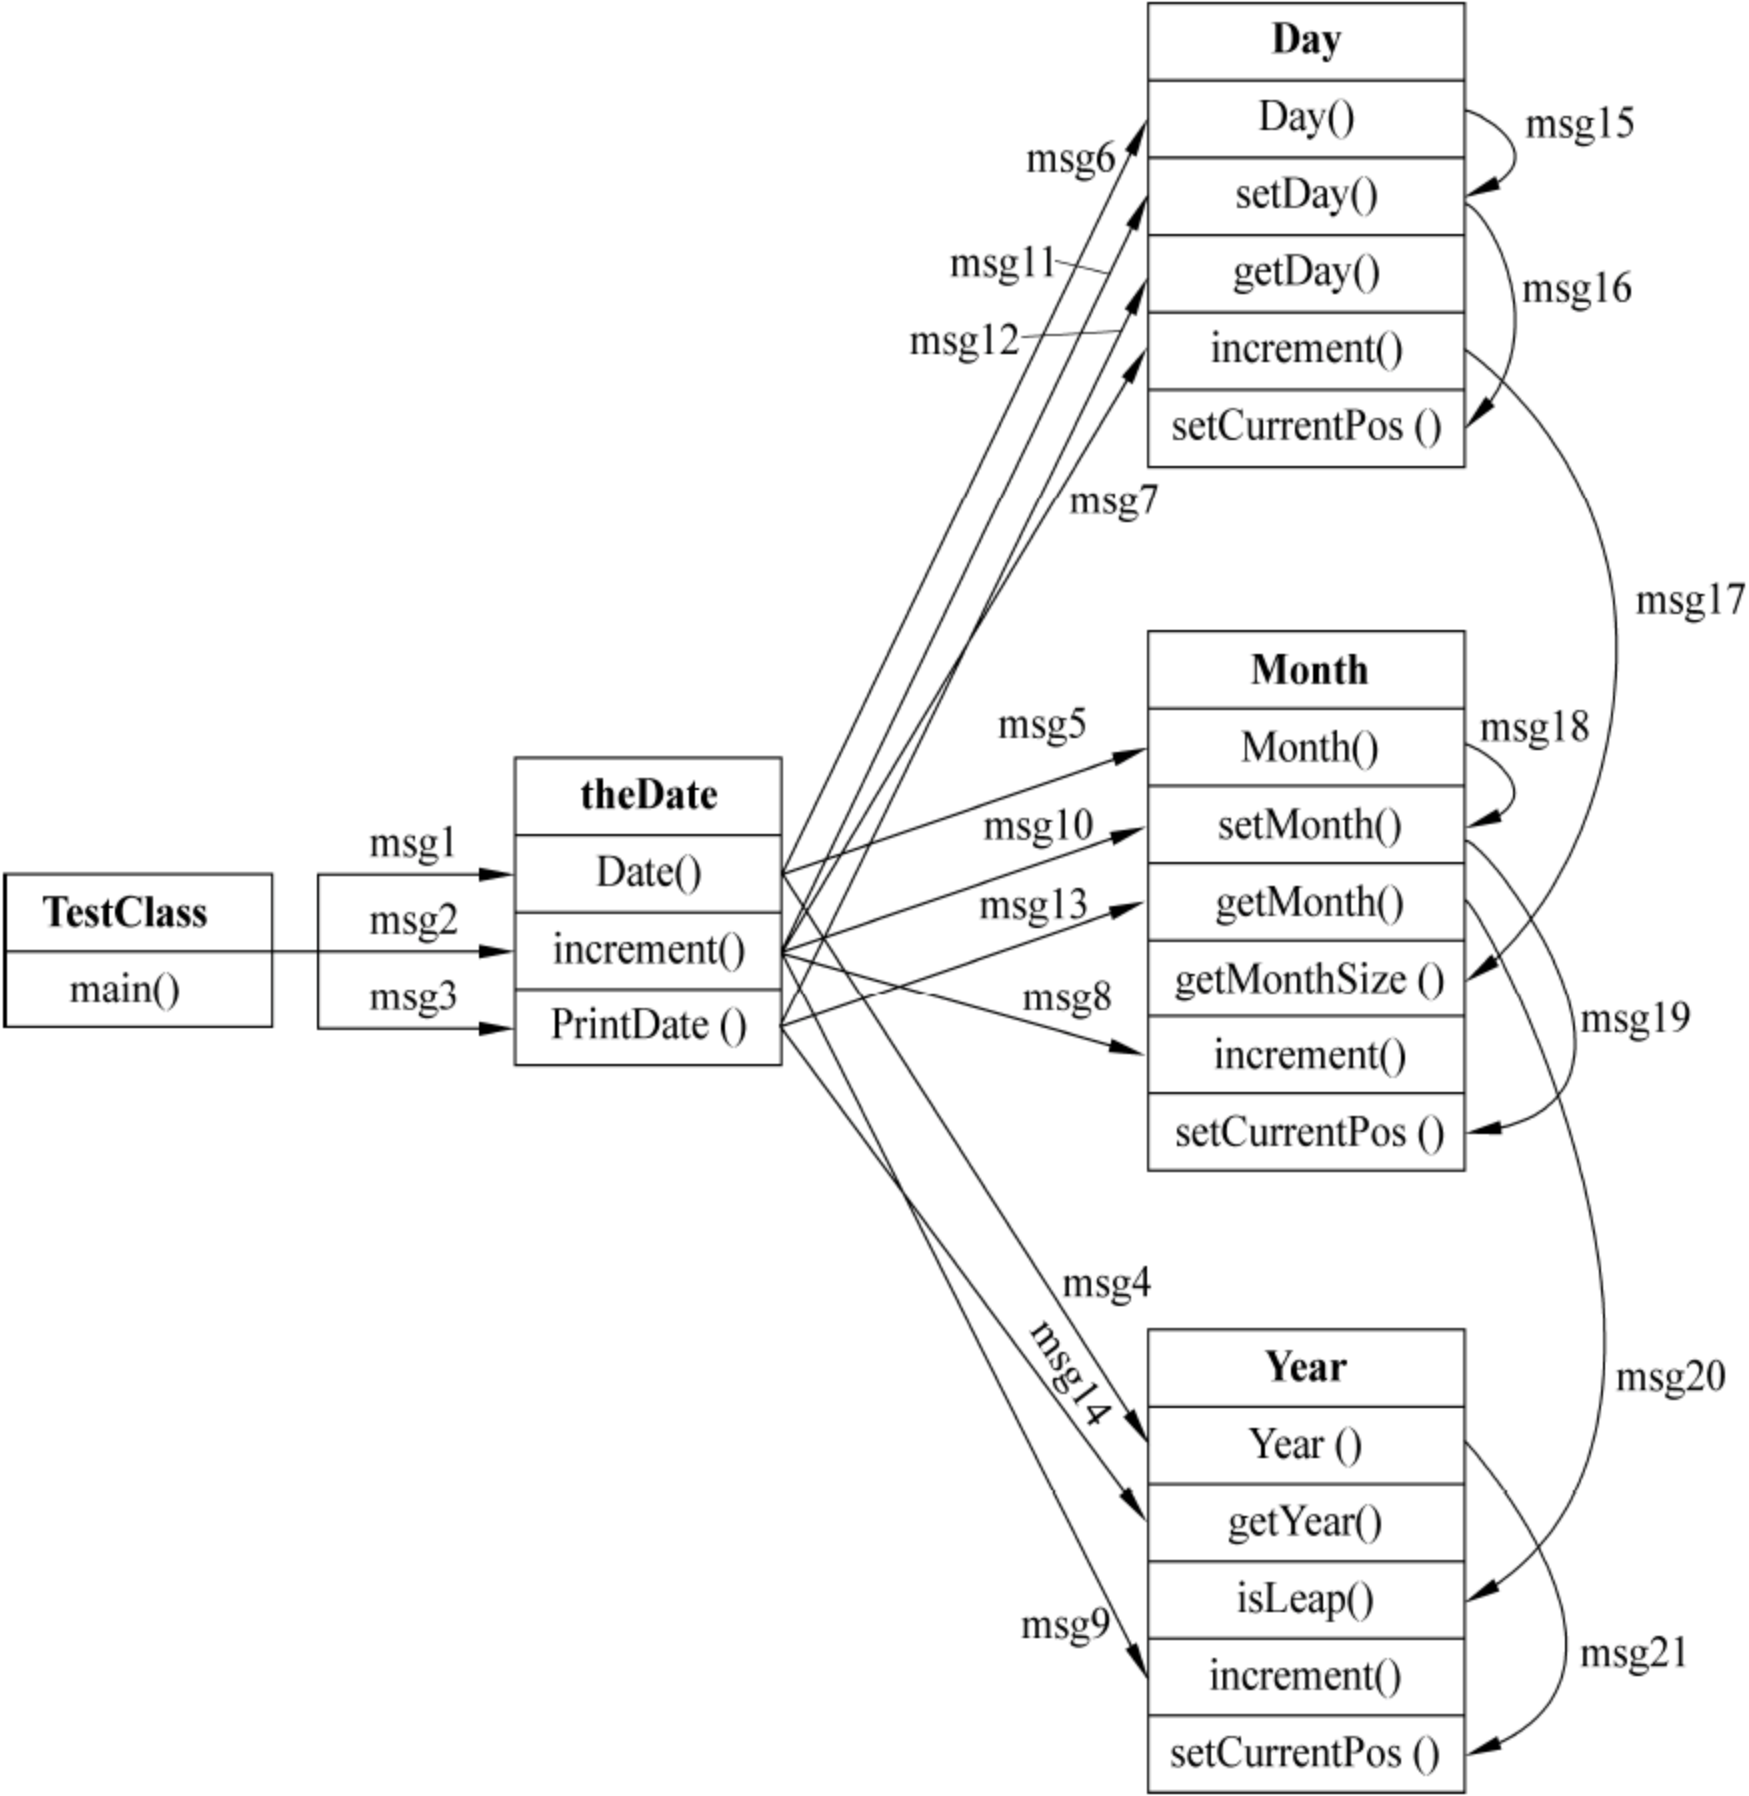 TestClass
main()
msg1
msg2
msg3
theDate
Date()
increment()
PrintDate ()
msg6
msg11
msg12
msg7
msg5
msg10
msg13
msg8
msg4
msg14
msg9
Day
Day()
setDay()
getDay()
increment()
setCurrentPos ()
msg15
msg16
msg17
Month
Month()
setMonth()
getMonth()
getMonthSize ()
increment()
setCurrentPos ()
msg18
msg19
msg20
Year
Year ()
getYear()
isLeap()
increment()
setCurrentPos ()
msg21